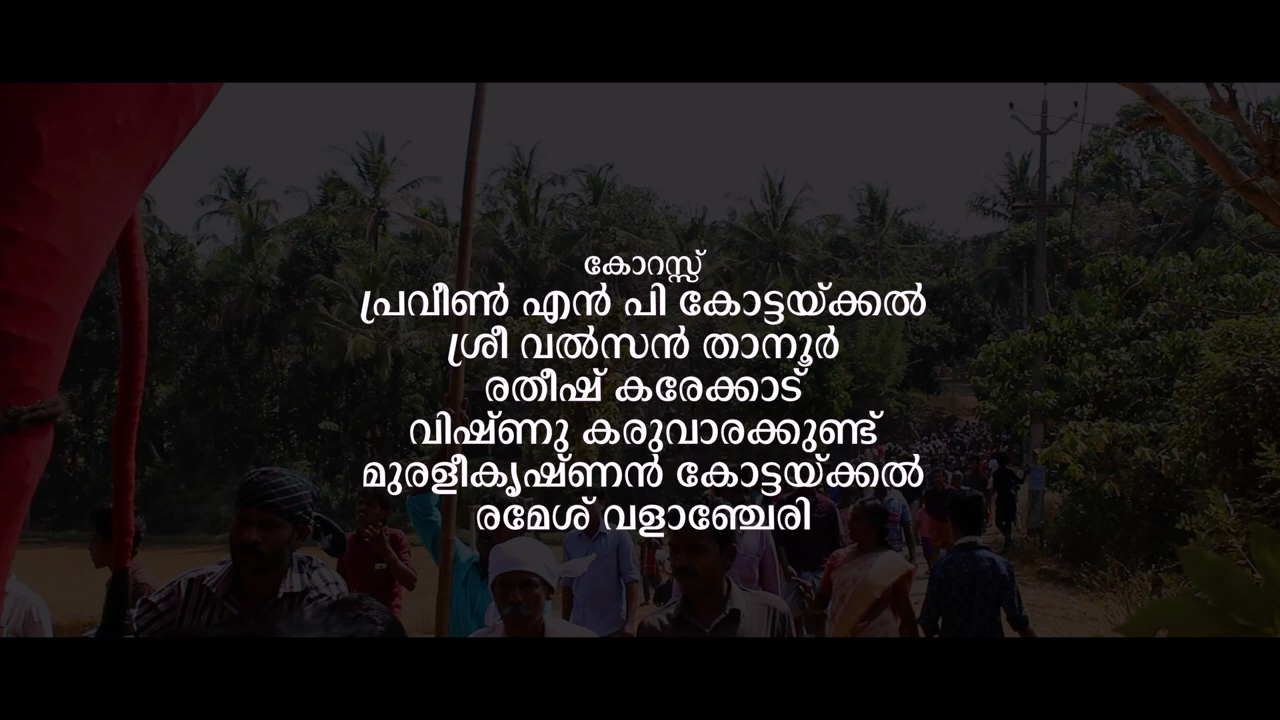 കോറസ്സ്
പ്രവീൺ എൻ പി കോട്ടയ്ക്കൽ
ശ്രീ വൽസൻ താനൂർ
രതീഷ് കരേക്കാട്
വിഷ്ണു കരുവാരക്കുണ്ട്
മുരളീകൃഷ്ണൻ കോട്ടയ്ക്കൽ
രമേശ് വളാഞ്ചേരി